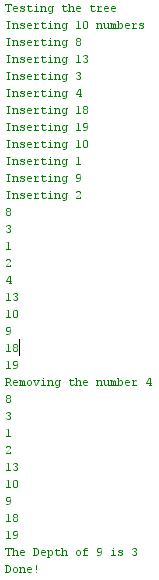 Testing the tree
Inserting 10 numbers
Inserting 8
Inserting 13
Inserting 3
Inserting 4
Inserting 18
Inserting 19
Inserting 10
Inserting 1
Inserting 9
Inserting 2
8
3
1
2
4
13
10
9
18
19
Removing the number 4
8
3
1
2
13
10
9
18
19
The Depth of 9 is 3
Done!